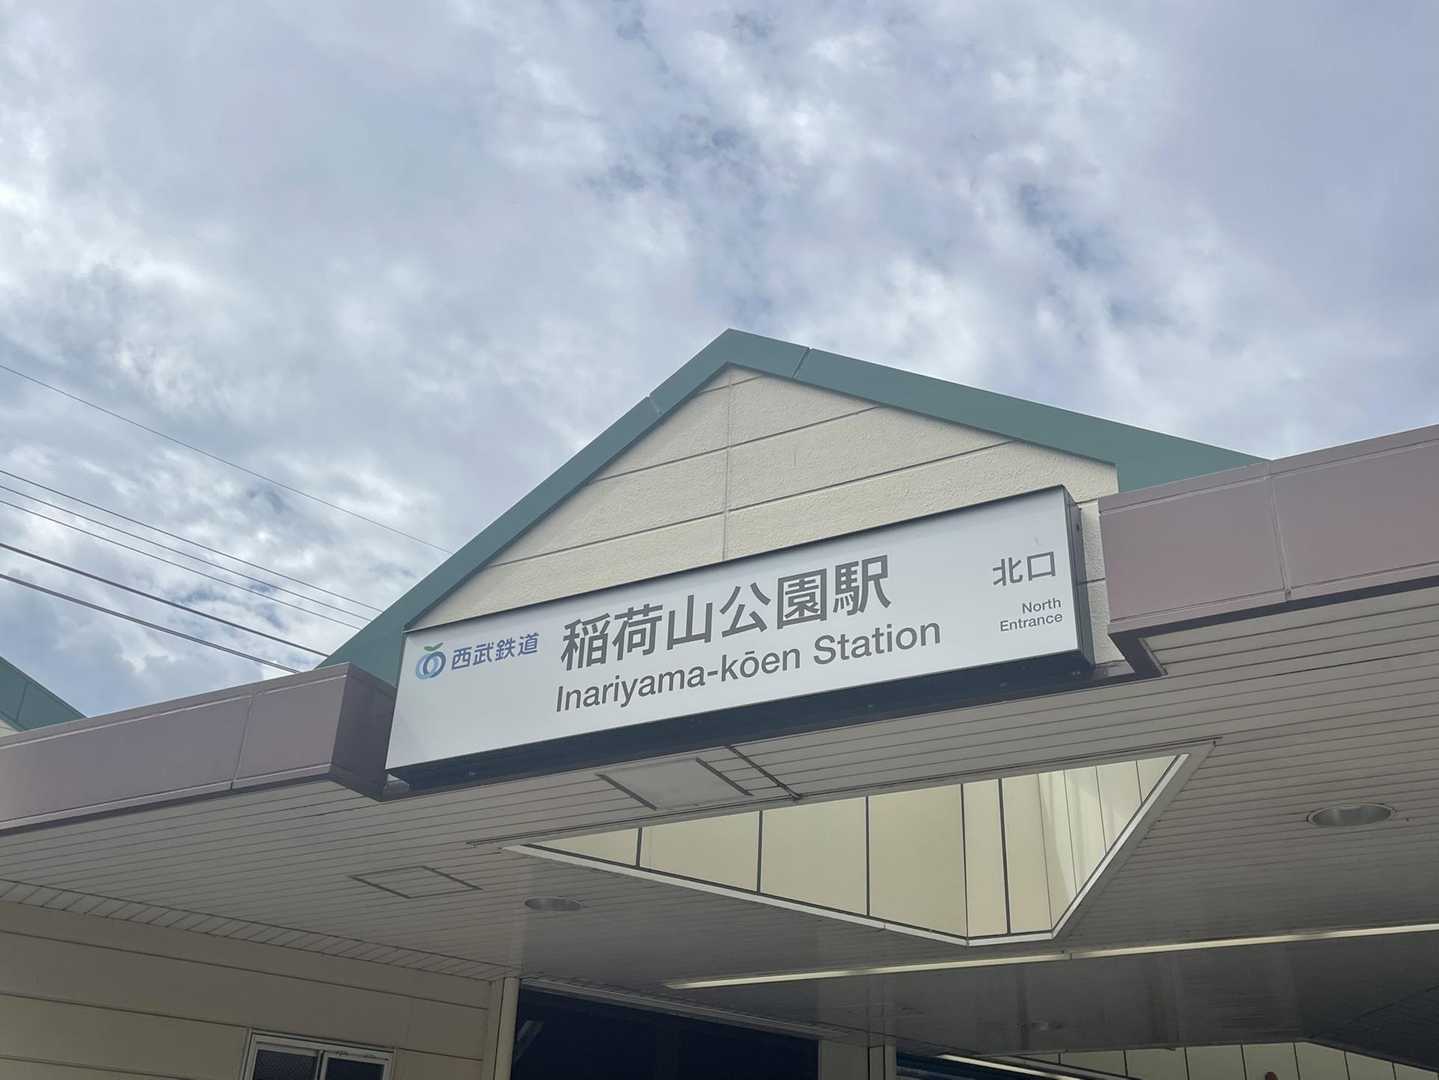 西武鉄道
稲荷山公園駅
Inariyama-kōen Station
北口
North
Entrance